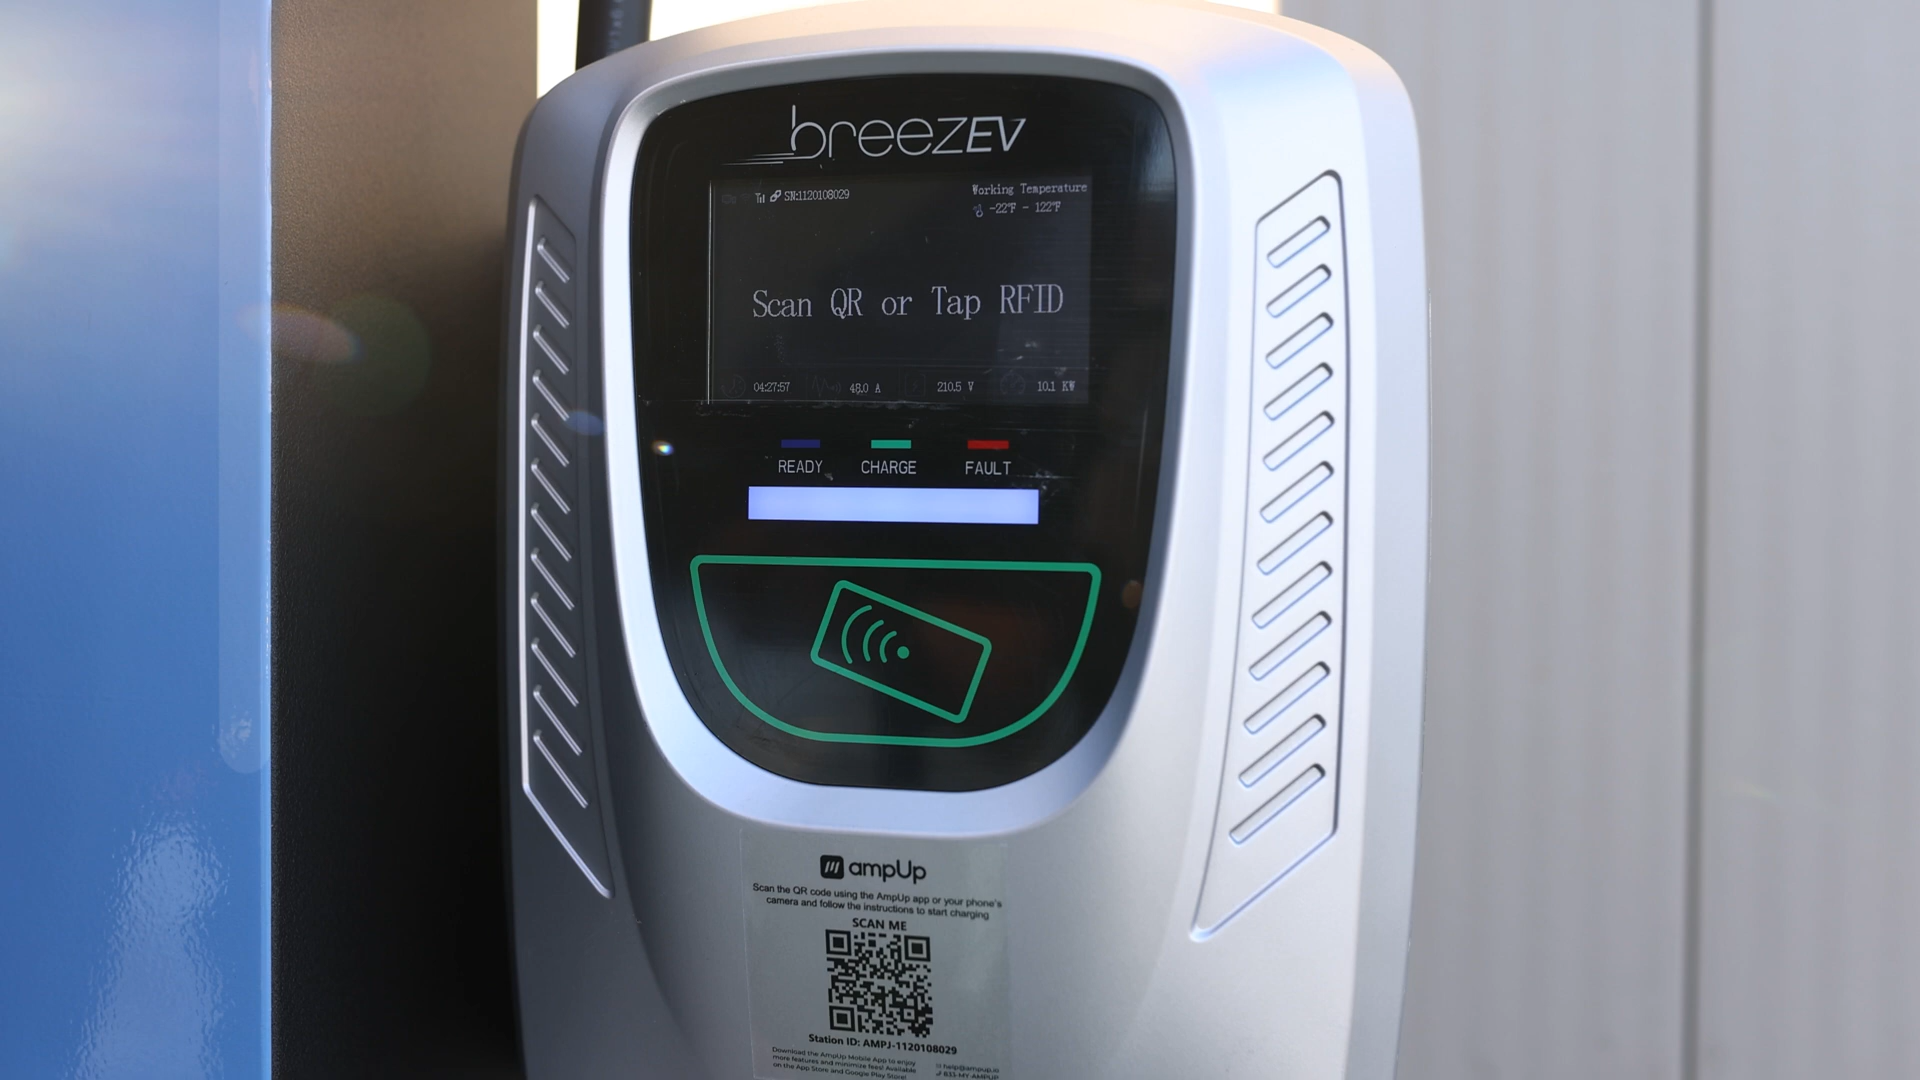 breezEV
SN:1120108029
Working Temperature
-22°F - 122°F
Scan QR or Tap RFID
04:27:57 48.0 A 210.5 V 10.1 KW
READY CHARGE FAULT
ampUp
Scan the QR code using the AmpUp app or your phone's
camera and follow the instructions to start charging
SCAN ME
Station ID: AMPJ-1120108029
Download the AmpUp Mobile App to enjoy
more features and minimize fees! Available
on the App Store and Google Play Store!
help@ampup.io
833-MY-AMPUP